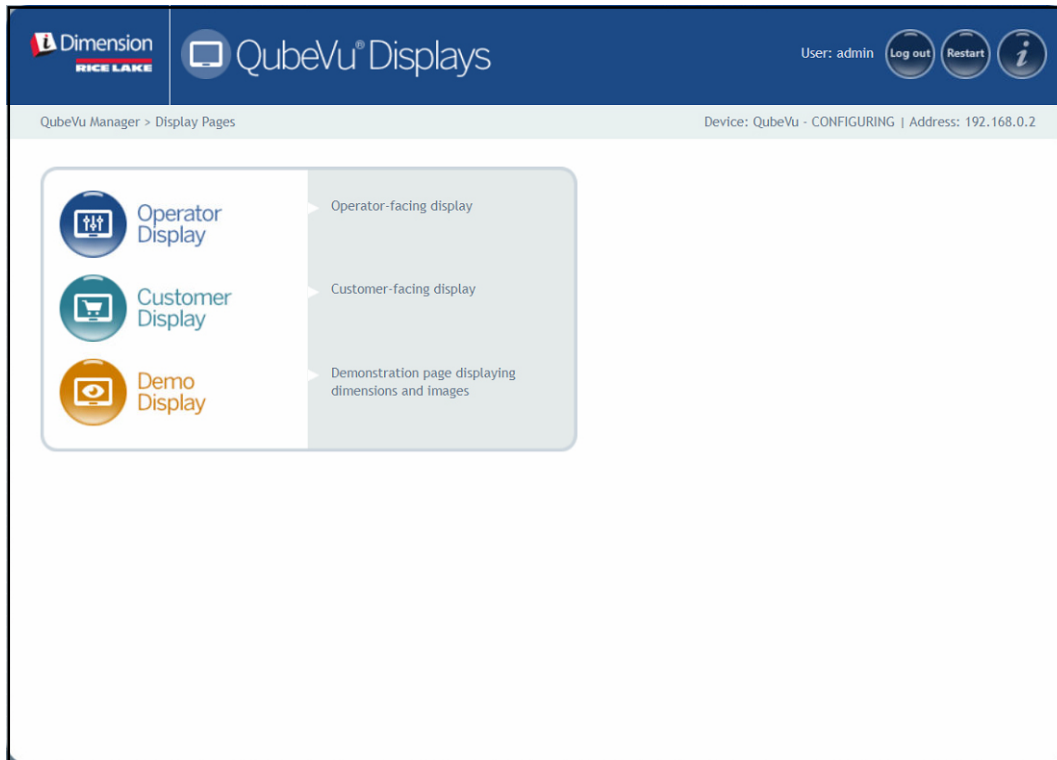 iDimension
RICE LAKE
QubeVu® Displays
User: admin
Log out
Restart
i
QubeVu Manager > Display Pages
Device: QubeVu - CONFIGURING | Address: 192.168.0.2
Operator
Display
Operator-facing display
Customer
Display
Customer-facing display
Demo
Display
Demonstration page displaying
dimensions and images